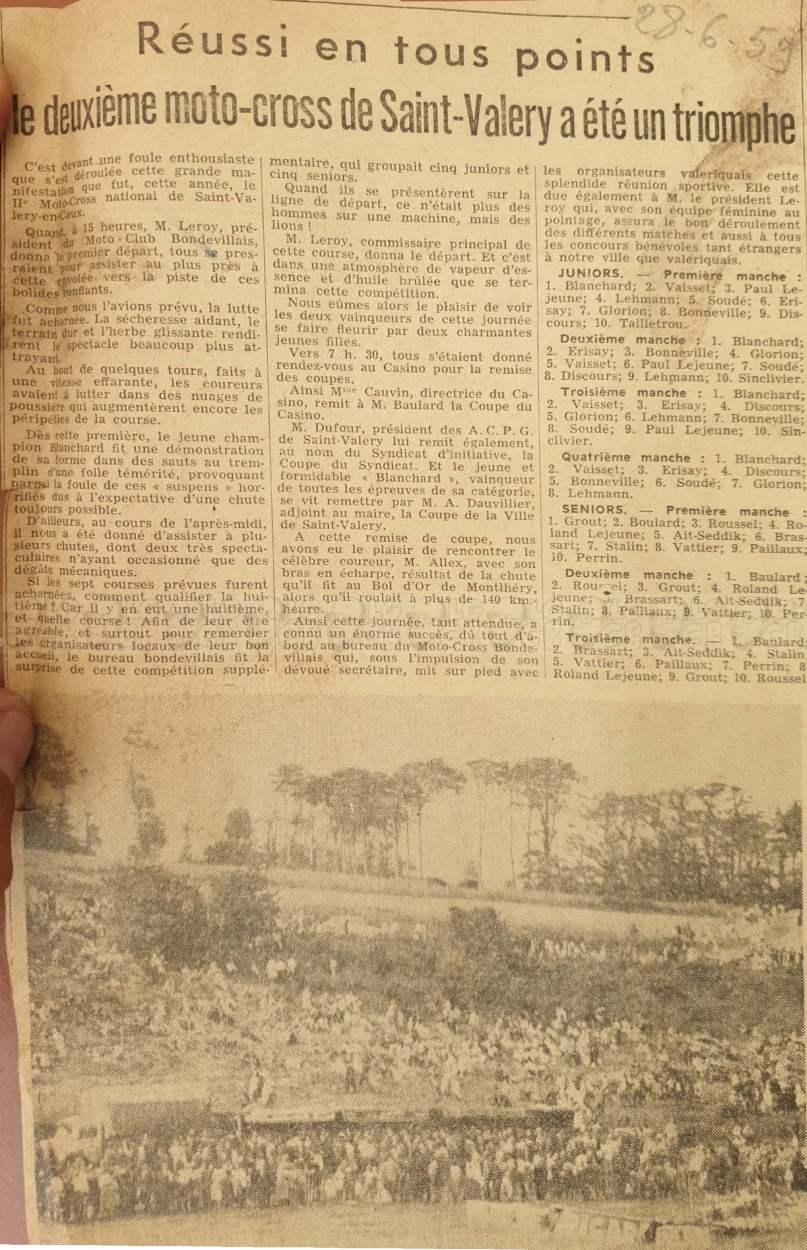 28-6-59
Réussi en tous points
le deuxième moto-cross de Saint-Valery a été un triomphe
C'est devant une foule enthousiaste
que s'est déroulée cette grande ma-
nifestation que fut, cette année, le
IIe Moto-Cross national de Saint-Va-
lery-en-Caux.
Quand, à 15 heures, M. Leroy, pré-
sident du Moto-Club Bondevillais,
donna le premier départ, tous se pres-
raient pour assister au plus près à
cette envolée vers la piste de ces
bolides ronflants.
Comme nous l'avions prévu, la lutte
fut acharnée. La sécheresse aidant, le
terrain dur et l'herbe glissante rendi-
rent le spectacle beaucoup plus at-
trayant.
Au bout de quelques tours, faits à
une vitesse effarante, les coureurs
avaient à lutter dans des nuages de
poussière qui augmentèrent encore les
péripéties de la course.
Dès cette première, le jeune cham-
pion Blanchard fit une démonstration
de sa forme dans des sauts au trem-
plin d'une folle témérité, provoquant
parmi la foule de ces « suspens » hor-
rifiés dus à l'expectative d'une chute
toujours possible.
D'ailleurs, au cours de l'après-midi,
il nous a été donné d'assister à plu-
sieurs chutes, dont deux très specta-
culaires n'ayant occasionné que des
dégâts mécaniques.
Si les sept courses prévues furent
acharnées, comment qualifier la hui-
tième ? Car il y en eut une huitième,
et quelle course ! Afin de leur être
agréable, et surtout pour remercier
les organisateurs locaux de leur bon
accueil, le bureau bondevillais fit la
surprise de cette compétition supplé-
mentaire, qui groupait cinq juniors et
cinq seniors.
Quand ils se présentèrent sur la
ligne de départ, ce n'était plus des
hommes sur une machine, mais des
lions !
M. Leroy, commissaire principal de
cette course, donna le départ. Et c'est
dans une atmosphère de vapeur d'es-
sence et d'huile brûlée que se ter-
mina cette compétition.
Nous eûmes alors le plaisir de voir
les deux vainqueurs de cette journée
se faire fleurir par deux charmantes
jeunes filles.
Vers 7 h. 30, tous s'étaient donné
rendez-vous au Casino pour la remise
des coupes.
Ainsi Mme Cauvin, directrice du Ca-
sino, remit à M. Baulard la Coupe du
Casino.
M. Dufour, président des A.C.P.G.
de Saint-Valery lui remit également,
au nom du Syndicat d'initiative, la
Coupe du Syndicat. Et le jeune et
formidable « Blanchard », vainqueur
de toutes les épreuves de sa catégorie,
se vit remettre par M. A. Dauvillier,
adjoint au maire, la Coupe de la Ville
de Saint-Valery.
A cette remise de coupe, nous
avons eu le plaisir de rencontrer le
célèbre coureur, M. Allex, avec son
bras en écharpe, résultat de la chute
qu'il fit au Bol d'Or de Montlhéry,
alors qu'il roulait à plus de 140 km.-
heure.
Ainsi cette journée, tant attendue, a
connu un énorme succès, dû tout d'a-
bord au bureau du Moto-Cross Bonde-
villais qui, sous l'impulsion de son
dévoué secrétaire, mit sur pied avec
les organisateurs valeriquais cette
splendide réunion sportive. Elle est
due également à M. le président Le-
roy qui, avec son équipe féminine au
pointage, assura le bon déroulement
des différents matches et aussi à tous
les concours bénévoles tant étrangers
à notre ville que valériquais.
JUNIORS. — Première manche :
1. Blanchard; 2. Vaisset; 3. Paul Le-
jeune; 4. Lehmann; 5. Soudé; 6. Eri-
say; 7. Glorion; 8. Bonneville; 9. Dis-
cours; 10. Tailletrou.
Deuxième manche : 1. Blanchard;
2. Erisay; 3. Bonneville; 4. Glorion;
5. Vaisset; 6. Paul Lejeune; 7. Soudé;
8. Discours; 9. Lehmann; 10. Sinclivier.
Troisième manche : 1. Blanchard;
2. Vaisset; 3. Erisay; 4. Discours;
5. Glorion; 6. Lehmann; 7. Bonneville;
8. Soudé; 9. Paul Lejeune; 10. Sin-
clivier.
Quatrième manche : 1. Blanchard;
2. Vaisset; 3. Erisay; 4. Discours;
5. Bonneville; 6. Soudé; 7. Glorion;
8. Lehmann.
SENIORS. — Première manche :
1. Grout; 2. Boulard; 3. Roussel; 4. Ro-
land Lejeune; 5. Ait-Seddik; 6. Bras-
sart; 7. Stalin; 8. Vattier; 9. Paillaux;
10. Perrin.
Deuxième manche : 1. Baulard;
2. Roussel; 3. Grout; 4. Roland Le-
jeune; 5. Brassart; 6. Ait-Seddik; 7.
Stalin; 8. Paillaux; 9. Vattier; 10. Per-
rin.
Troisième manche. — 1. Baulard;
2. Brassart; 3. Ait-Seddik; 4. Stalin
5. Vattier; 6. Paillaux; 7. Perrin; 8
Roland Lejeune; 9. Grout; 10. Roussel